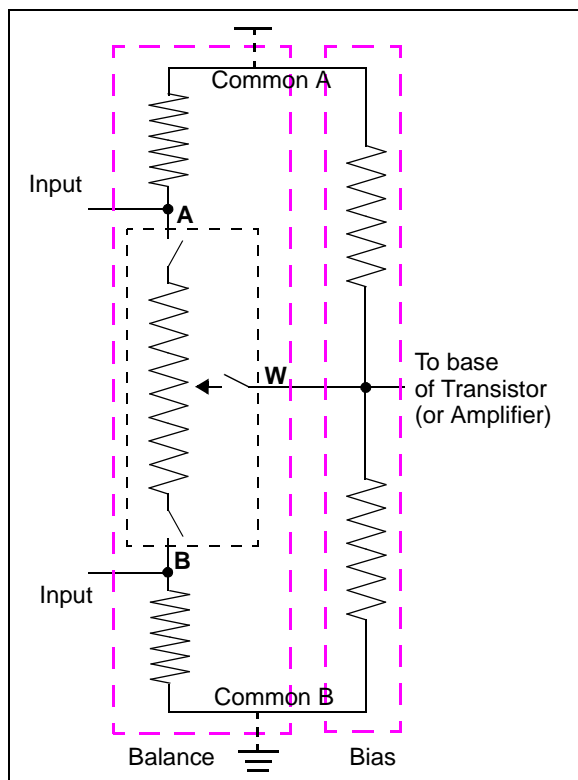 Common A
Input
A
W
To base
of Transistor
(or Amplifier)
B
Input
Common B
Balance
Bias